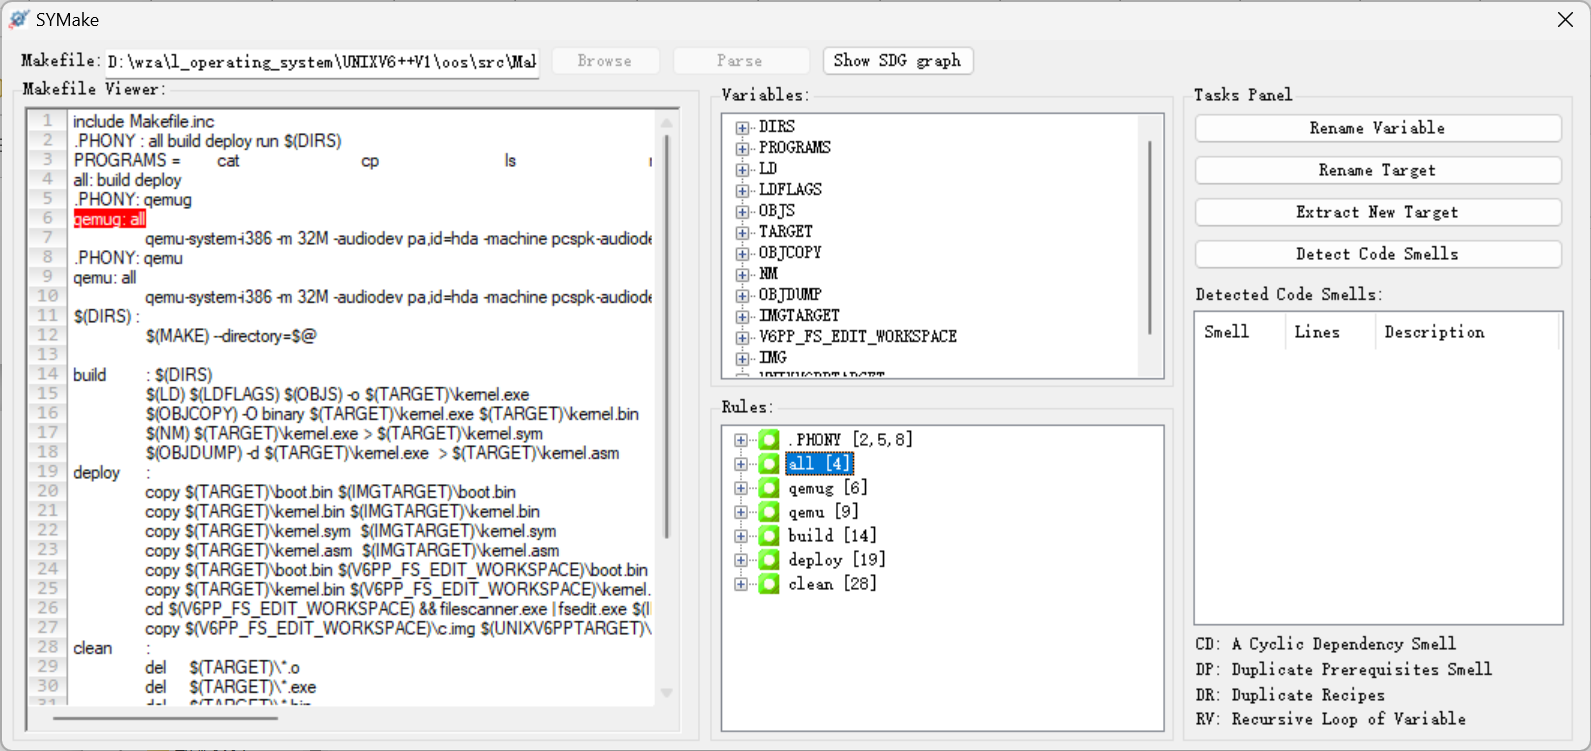 SYMake
Makefile: D:\wza\l_operating_system\UNIXV6++V1\oos\src\Mak Browse Parse Show SDG graph
Makefile Viewer:
1 include Makefile.inc
2 .PHONY : all build deploy run $(DIRS)
3 PROGRAMS = cat cp ls
4 all: build deploy
5 .PHONY: qemug
6 qemug: all
7 qemu-system-i386 -m 32M -audiodev pa,id=hda -machine pcspk-audiode
8 .PHONY: qemu
9 qemu: all
10 qemu-system-i386 -m 32M -audiodev pa,id=hda -machine pcspk-audiode
11 $(DIRS) :
12 $(MAKE) --directory=$@
13
14 build : $(DIRS)
15 $(LD) $(LDFLAGS) $(OBJS) -o $(TARGET)\kernel.exe
16 $(OBJCOPY) -O binary $(TARGET)\kernel.exe $(TARGET)\kernel.bin
17 $(NM) $(TARGET)\kernel.exe > $(TARGET)\kernel.sym
18 $(OBJDUMP) -d $(TARGET)\kernel.exe > $(TARGET)\kernel.asm
19 deploy :
20 copy $(TARGET)\boot.bin $(IMGTARGET)\boot.bin
21 copy $(TARGET)\kernel.bin $(IMGTARGET)\kernel.bin
22 copy $(TARGET)\kernel.sym $(IMGTARGET)\kernel.sym
23 copy $(TARGET)\kernel.asm $(IMGTARGET)\kernel.asm
24 copy $(TARGET)\boot.bin $(V6PP_FS_EDIT_WORKSPACE)\boot.bin
25 copy $(TARGET)\kernel.bin $(V6PP_FS_EDIT_WORKSPACE)\kernel.
26 cd $(V6PP_FS_EDIT_WORKSPACE) && filescanner.exe | fsedit.exe $(I
27 copy $(V6PP_FS_EDIT_WORKSPACE)\c.img $(UNIXV6PPTARGET)\
28 clean :
29 del $(TARGET)\*.o
30 del $(TARGET)\*.exe
31 del $(TARGET)\*.bin
Variables:
DIRS
PROGRAMS
LD
LDFLAGS
OBJS
TARGET
OBJCOPY
NM
OBJDUMP
IMGTARGET
V6PP_FS_EDIT_WORKSPACE
IMG
UNIXV6PPTARGET
Rules:
.PHONY [2,5,8]
all [4]
qemug [6]
qemu [9]
build [14]
deploy [19]
clean [28]
Tasks Panel
Rename Variable
Rename Target
Extract New Target
Detect Code Smells
Detected Code Smells:
Smell Lines Description
CD: A Cyclic Dependency Smell
DP: Duplicate Prerequisites Smell
DR: Duplicate Recipes
RV: Recursive Loop of Variable